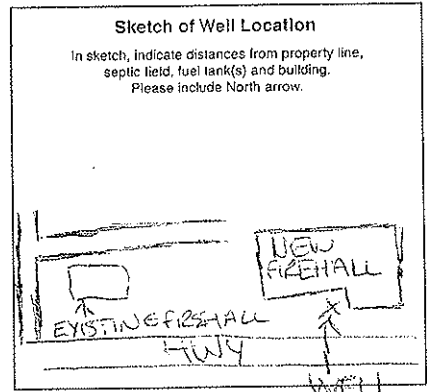 Sketch of Well Location
In sketch, indicate distances from property line,
septic field, fuel tank(s) and building.
Please include North arrow.
NEW
FIREHALL
EXISTING FIREHALL
HWY
WELL